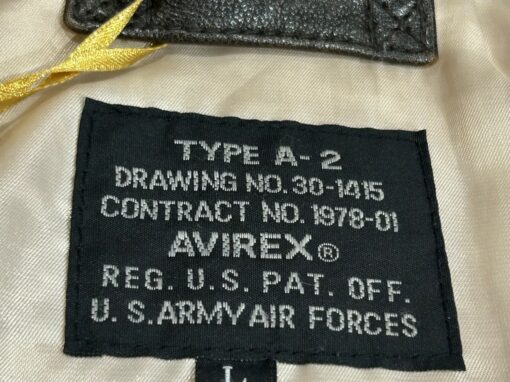 TYPE A-2
DRAWING NO. 30-1415
CONTRACT NO. 1978-01
AVIREX®
REG. U.S. PAT. OFF.
U.S. ARMY AIR FORCES
L